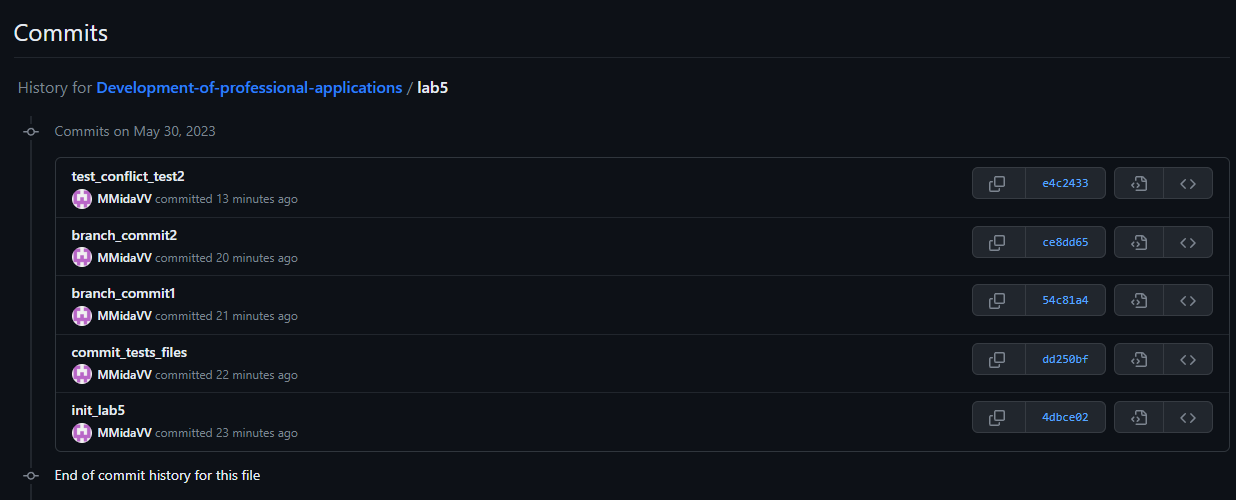 Commits
History for Development-of-professional-applications / lab5
Commits on May 30, 2023
test_conflict_test2
MMidaVV committed 13 minutes ago
e4c2433
branch_commit2
MMidaVV committed 20 minutes ago
ce8dd65
branch_commit1
MMidaVV committed 21 minutes ago
54c81a4
commit_tests_files
MMidaVV committed 22 minutes ago
dd250bf
init_lab5
MMidaVV committed 23 minutes ago
4dbce02
End of commit history for this file